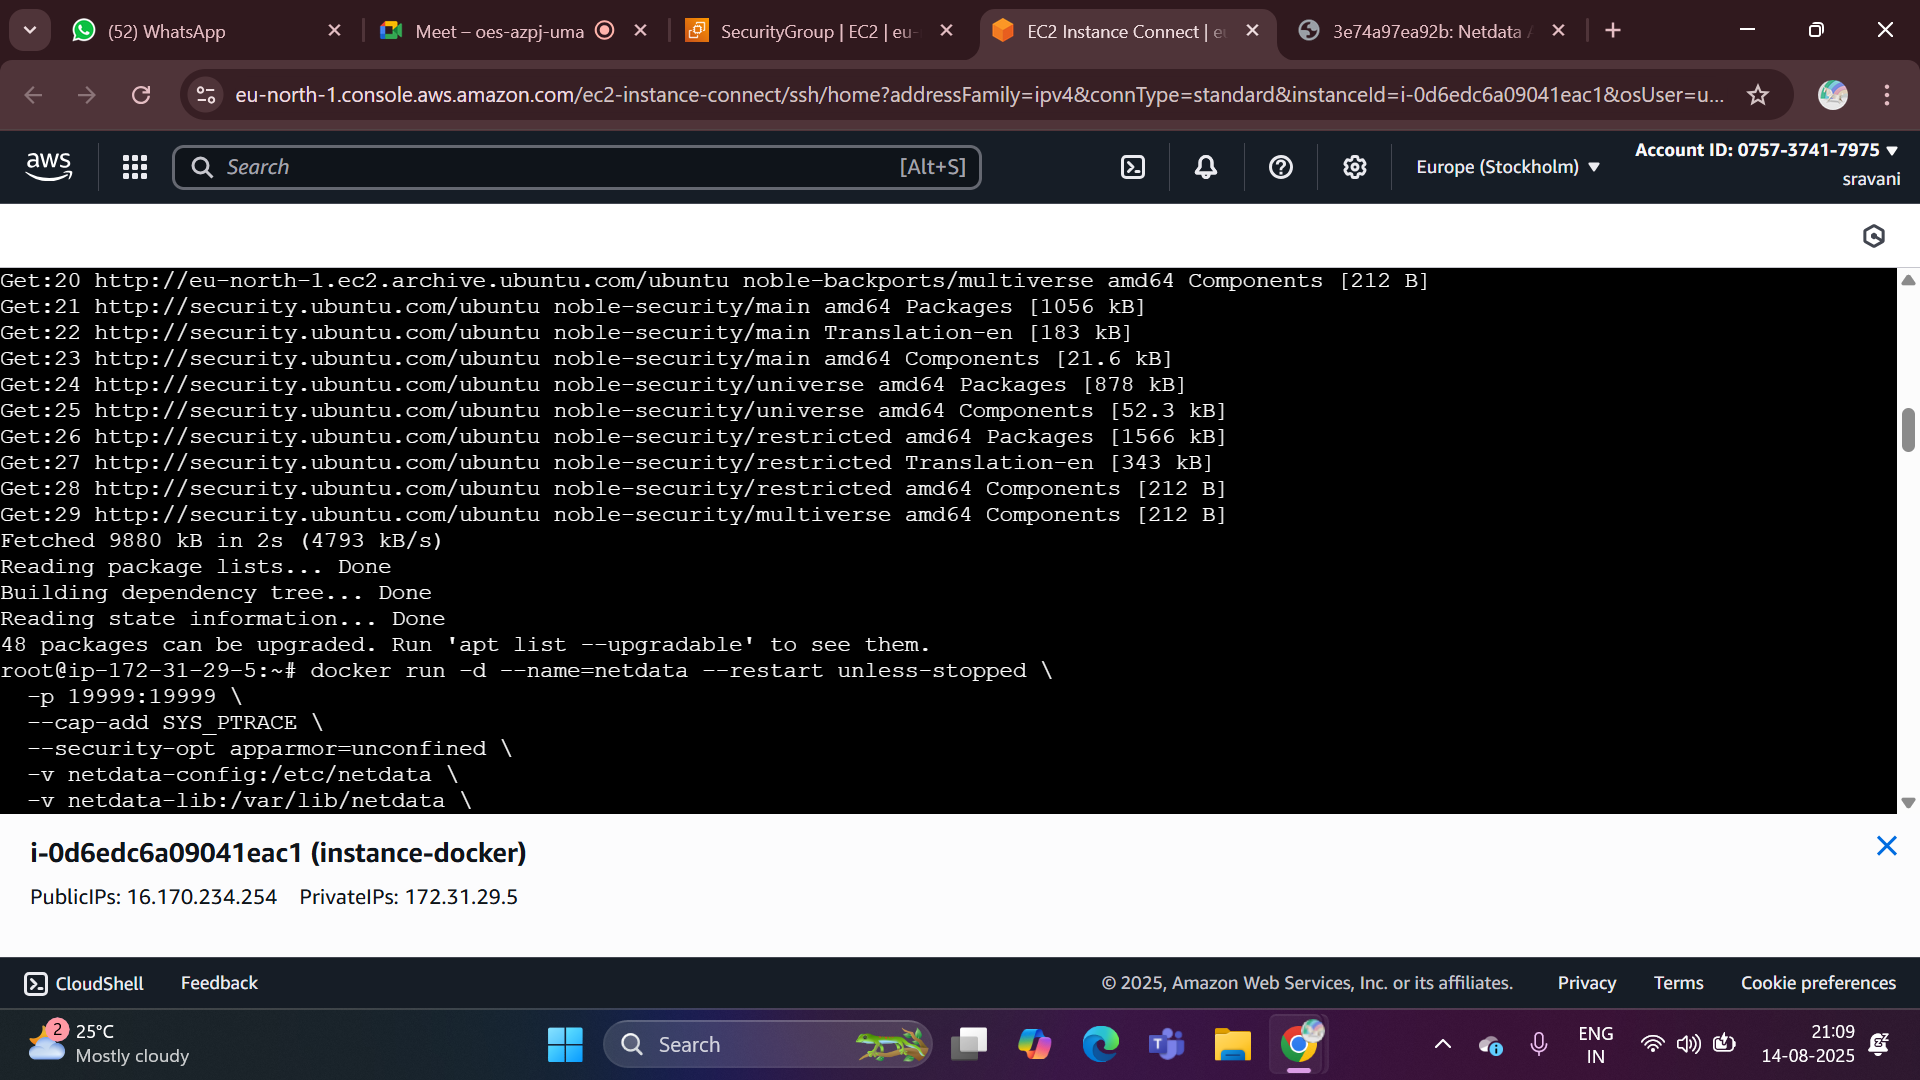 (52) WhatsApp
Meet – oes-azpj-uma
SecurityGroup | EC2 | eu-
EC2 Instance Connect | eu
3e74a97ea92b: Netdata
eu-north-1.console.aws.amazon.com/ec2-instance-connect/ssh/home?addressFamily=ipv4&connType=standard&instanceId=i-0d6edc6a09041eac1&osUser=u...
aws
Search
[Alt+S]
Europe (Stockholm)
Account ID: 0757-3741-7975
sravani
Get:20 http://eu-north-1.ec2.archive.ubuntu.com/ubuntu noble-backports/multiverse amd64 Components [212 B]
Get:21 http://security.ubuntu.com/ubuntu noble-security/main amd64 Packages [1056 kB]
Get:22 http://security.ubuntu.com/ubuntu noble-security/main Translation-en [183 kB]
Get:23 http://security.ubuntu.com/ubuntu noble-security/main amd64 Components [21.6 kB]
Get:24 http://security.ubuntu.com/ubuntu noble-security/universe amd64 Packages [878 kB]
Get:25 http://security.ubuntu.com/ubuntu noble-security/universe amd64 Components [52.3 kB]
Get:26 http://security.ubuntu.com/ubuntu noble-security/restricted amd64 Packages [1566 kB]
Get:27 http://security.ubuntu.com/ubuntu noble-security/restricted Translation-en [343 kB]
Get:28 http://security.ubuntu.com/ubuntu noble-security/restricted amd64 Components [212 B]
Get:29 http://security.ubuntu.com/ubuntu noble-security/multiverse amd64 Components [212 B]
Fetched 9880 kB in 2s (4793 kB/s)
Reading package lists... Done
Building dependency tree... Done
Reading state information... Done
48 packages can be upgraded. Run 'apt list --upgradable' to see them.
root@ip-172-31-29-5:~# docker run -d --name=netdata --restart unless-stopped \
  -p 19999:19999 \
  --cap-add SYS_PTRACE \
  --security-opt apparmor=unconfined \
  -v netdata-config:/etc/netdata \
  -v netdata-lib:/var/lib/netdata \
i-0d6edc6a09041eac1 (instance-docker)
PublicIPs: 16.170.234.254 PrivateIPs: 172.31.29.5
CloudShell
Feedback
© 2025, Amazon Web Services, Inc. or its affiliates.
Privacy
Terms
Cookie preferences
2
25°C
Mostly cloudy
Search
ENG
IN
21:09
14-08-2025